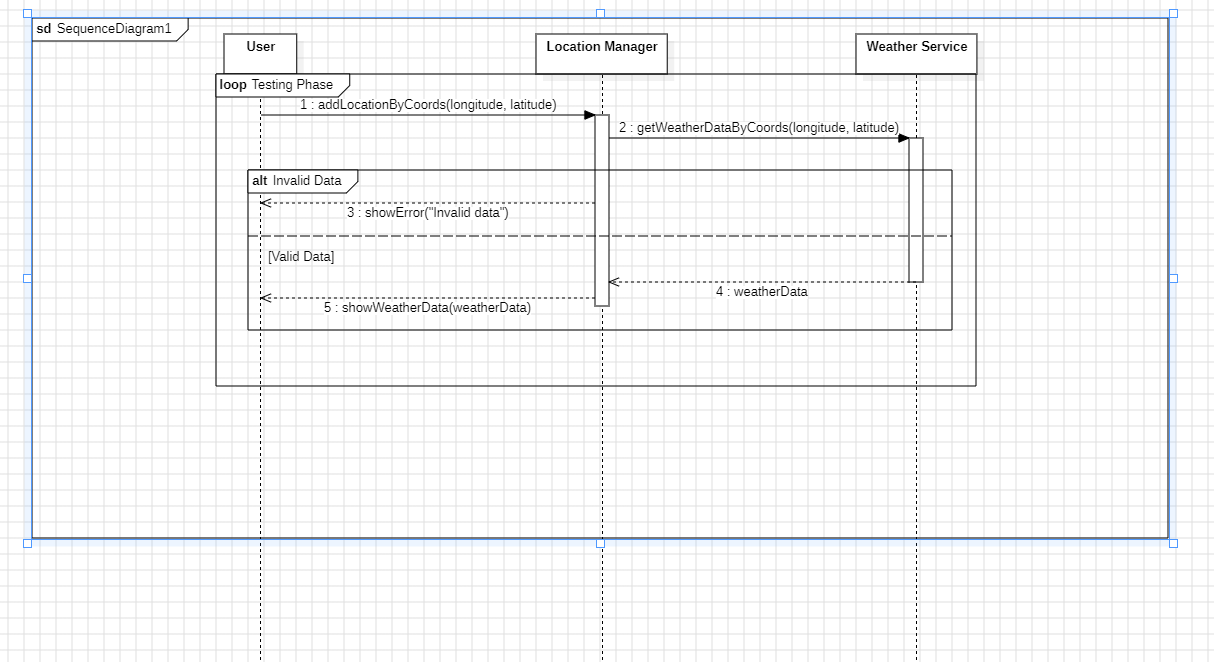 sd SequenceDiagram1
User
Location Manager
Weather Service
loop Testing Phase
1 : addLocationByCoords(longitude, latitude)
2 : getWeatherDataByCoords(longitude, latitude)
alt Invalid Data
3 : showError("Invalid data")
[Valid Data]
4 : weatherData
5 : showWeatherData(weatherData)